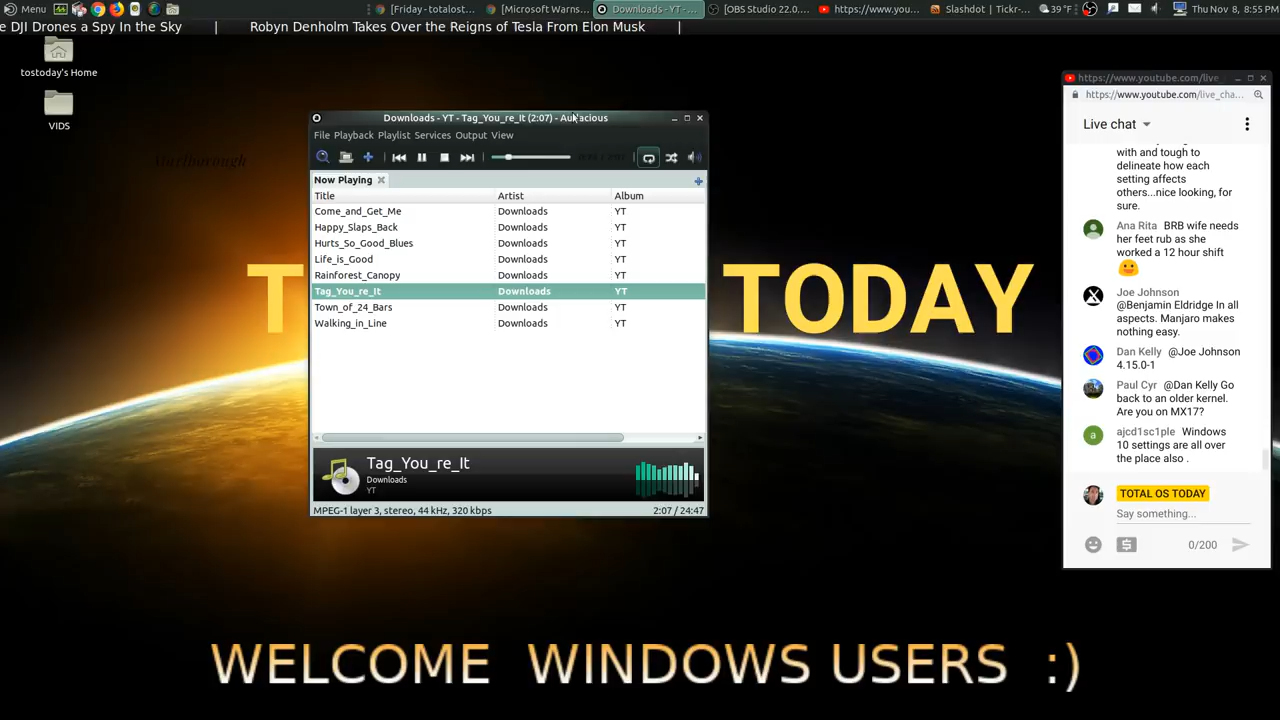 Menu [Friday - totalost... [Microsoft Warns... Downloads - YT - ... [OBS Studio 22.0.... https://www.you... Slashdot | Tickr-... 39 °F Thu Nov 8, 8:55 PM
e DJI Drones a Spy In the Sky | Robyn Denholm Takes Over the Reigns of Tesla From Elon Musk |
tostoday's Home
VIDS
T TODAY
WELCOME WINDOWS USERS :)
Downloads - YT - Tag_You_re_It (2:07) - Audacious
File Playback Playlist Services Output View
Now Playing
Title Artist Album
Come_and_Get_Me Downloads YT
Happy_Slaps_Back Downloads YT
Hurts_So_Good_Blues Downloads YT
Life_is_Good Downloads YT
Rainforest_Canopy Downloads YT
Tag_You_re_It Downloads YT
Town_of_24_Bars Downloads YT
Walking_in_Line Downloads YT
Tag_You_re_It
Downloads
YT
MPEG-1 layer 3, stereo, 44 kHz, 320 kbps 2:07 / 24:47
https://www.youtube.com/live_
https://www.youtube.com/live_cha...
Live chat
with and tough to
delineate how each
setting affects
others...nice looking, for
sure.
Ana Rita BRB wife needs
her feet rub as she
worked a 12 hour shift
Joe Johnson
@Benjamin Eldridge In all
aspects. Manjaro makes
nothing easy.
Dan Kelly @Joe Johnson
4.15.0-1
Paul Cyr @Dan Kelly Go
back to an older kernel.
Are you on MX17?
ajcd1sc1ple Windows
10 settings are all over
the place also .
TOTAL OS TODAY
Say something...
0/200